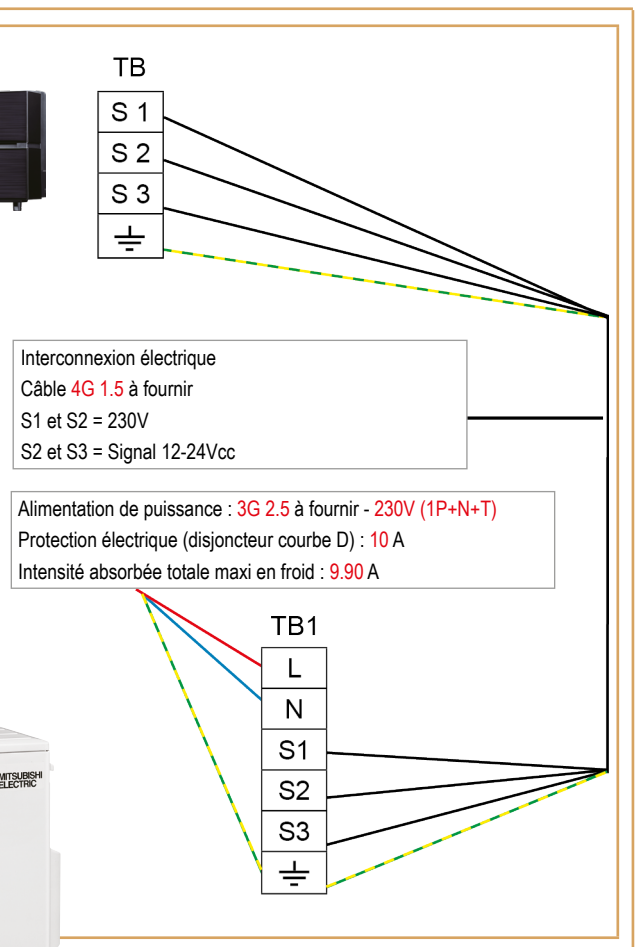 TB
S 1
S 2
S 3
Interconnexion électrique
Câble 4G 1.5 à fournir
S1 et S2 = 230V
S2 et S3 = Signal 12-24Vcc
Alimentation de puissance : 3G 2.5 à fournir - 230V (1P+N+T)
Protection électrique (disjoncteur courbe D) : 10 A
Intensité absorbée totale maxi en froid : 9.90 A
TB1
L
N
S1
S2
S3
MITSUBISHI
ELECTRIC